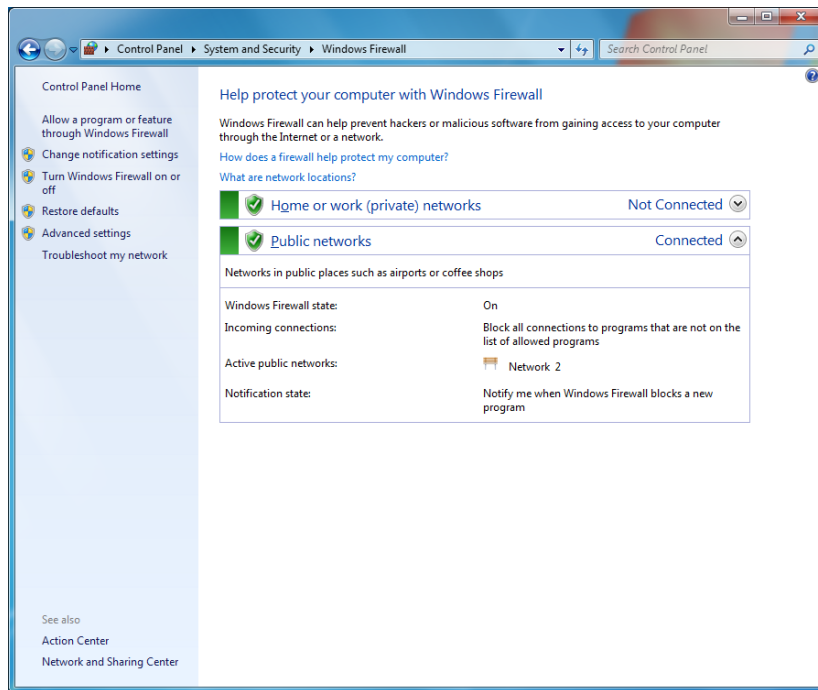 Control Panel System and Security Windows Firewall
Search Control Panel
Control Panel Home
Allow a program or feature
through Windows Firewall
Change notification settings
Turn Windows Firewall on or
off
Restore defaults
Advanced settings
Troubleshoot my network
Help protect your computer with Windows Firewall
Windows Firewall can help prevent hackers or malicious software from gaining access to your computer
through the Internet or a network.
How does a firewall help protect my computer?
What are network locations?
Home or work (private) networks Not Connected
Public networks Connected
Networks in public places such as airports or coffee shops
Windows Firewall state: On
Incoming connections: Block all connections to programs that are not on the
list of allowed programs
Active public networks: Network 2
Notification state: Notify me when Windows Firewall blocks a new
program
See also
Action Center
Network and Sharing Center